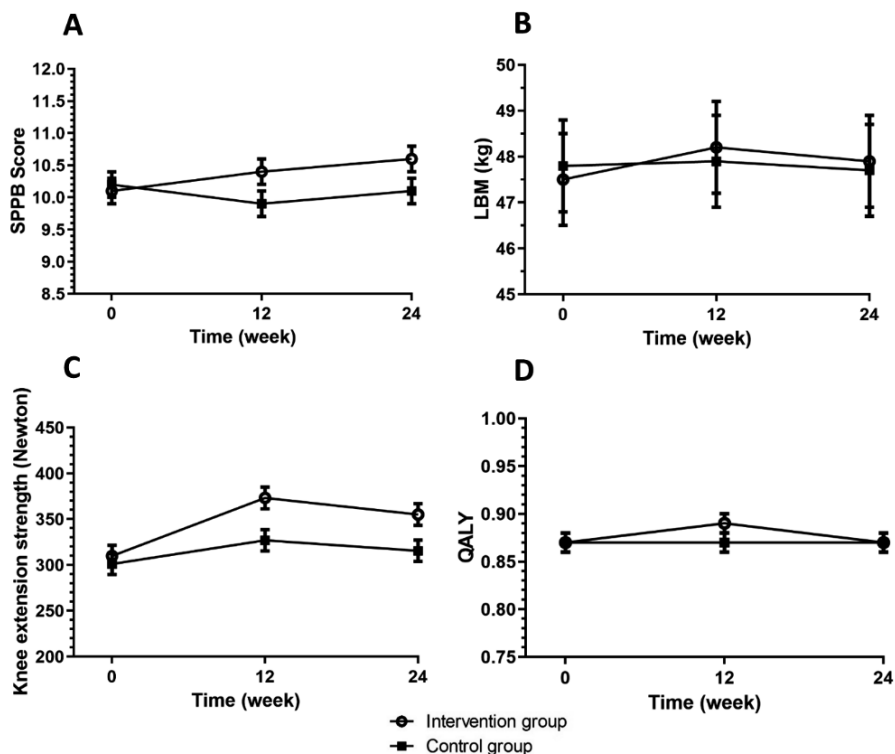 A
SPPB Score
12.0
11.5
11.0
10.5
10.0
9.5
9.0
8.5
0 12 24
Time (week)
B
LBM (kg)
50
49
48
47
46
45
0 12 24
Time (week)
C
Knee extension strength (Newton)
450
400
350
300
250
200
0 12 24
Time (week)
D
QALY
1.00
0.95
0.90
0.85
0.80
0.75
0 12 24
Time (week)
Intervention group
Control group